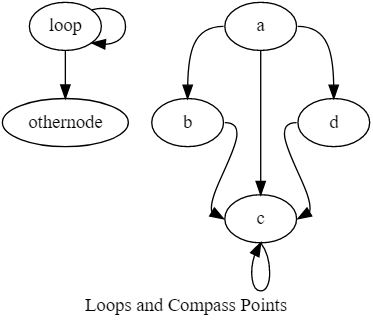 loop
a
othernode
b
d
c
Loops and Compass Points